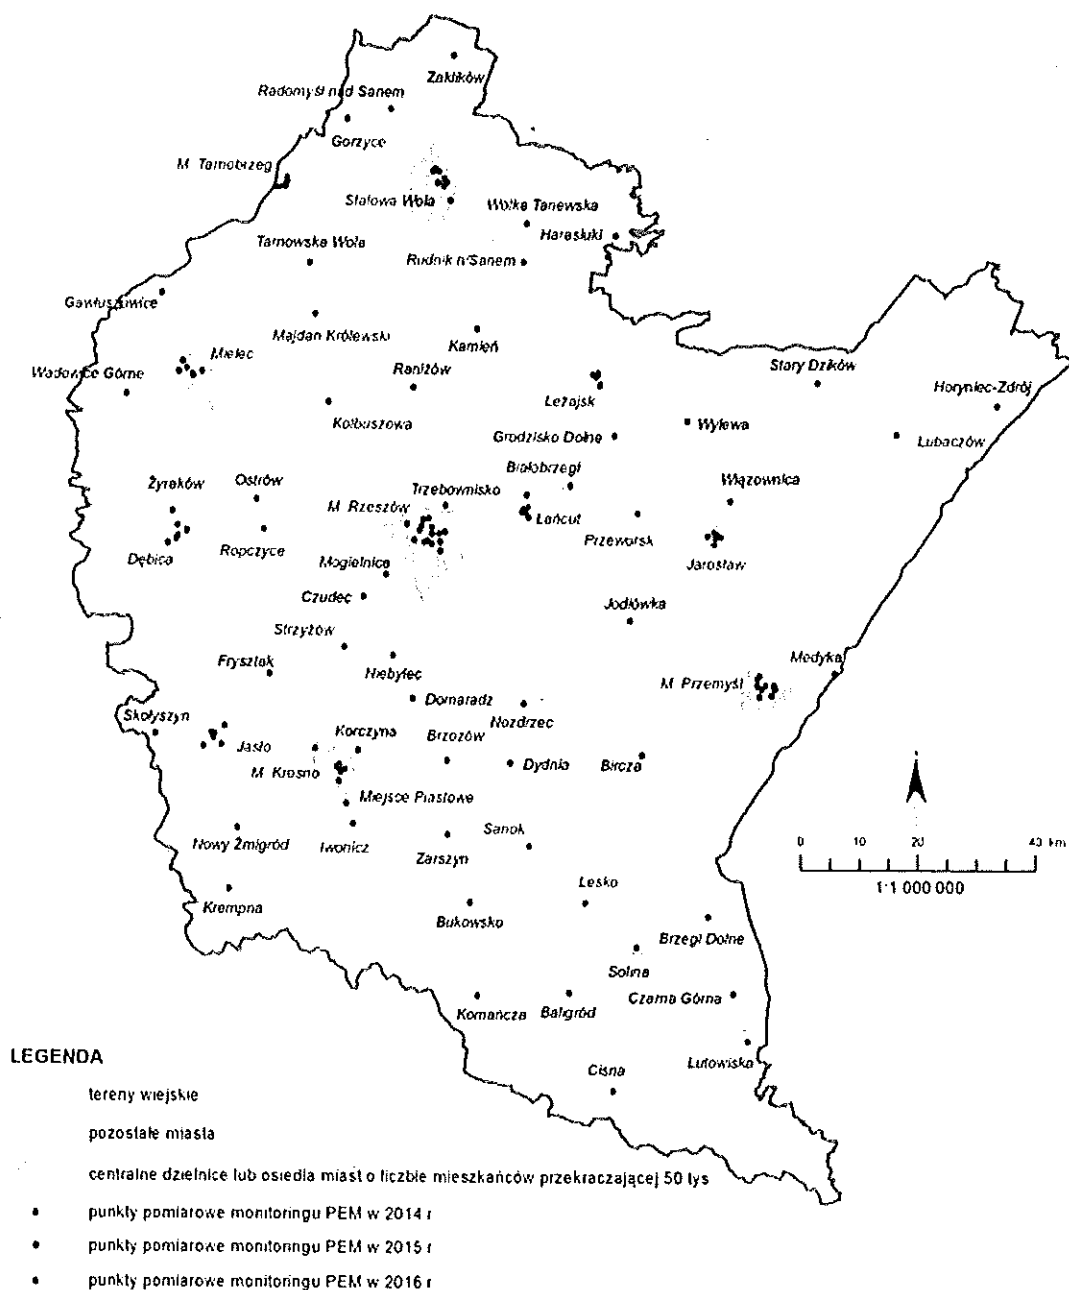 Zaklików
Radomyśl nad Sanem
Gorzyce
M. Tarnobrzeg
Stalowa Wola
Wólka Tanewska
Harasiuki
Tarnowska Wola
Rudnik n/Sanem
Gawłuszowice
Majdan Królewski
Kamień
Mielec
Wadowice Górne
Raniżów
Stary Dzików
Leżajsk
Horyniec-Zdrój
Kolbuszowa
Grodzisko Dolne
Wylewa
Lubaczów
Białobrzegi
Żyraków
Ostrów
Trzebownisko
Wiązownica
M. Rzeszów
Łańcut
Przeworsk
Dębica
Ropczyce
Mogielnica
Jarosław
Czudec
Jodłówka
Strzyżów
Frysztak
Niebylec
Medyka
M. Przemyśl
Domaradz
Nozdrzec
Skołyszyn
Jasło
Korczyna
Brzozów
M. Krosno
Dydnia
Bircza
Miejsce Piastowe
Nowy Żmigród
Iwonicz
Zarszyn
Sanok
0 10 20 40 km
1:1 000 000
Krempna
Bukowsko
Lesko
Brzegi Dolne
Solina
Komańcza
Baligród
Czarna Górna
Lutowiska
Cisna
LEGENDA
tereny wiejskie
pozostałe miasta
centralne dzielnice lub osiedla miast o liczbie mieszkańców przekraczającej 50 tys
punkty pomiarowe monitoringu PEM w 2014 r
punkty pomiarowe monitoringu PEM w 2015 r
punkty pomiarowe monitoringu PEM w 2016 r